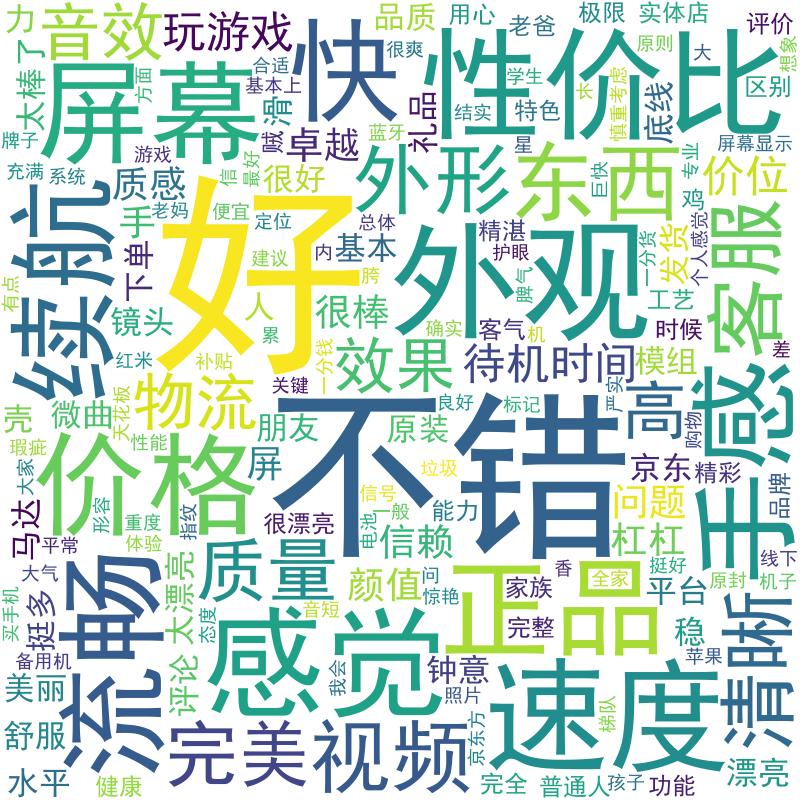 力
音效
玩游戏
快
很爽
品质
用心
老爸
极限
实体店
评价
太棒
了
方面
屏幕
合适
基本上
滑
贼
卓越
礼品
蓝牙
结实
学生
特色
原则
慎重考虑
底线
大
想象
区别
性价比
牌子
充满
游戏
系统
质感
老妈
手
便宜
信
最好
很好
定位
外形
星
东西
巨快
专业
鸡
屏幕显示
价位
续航
有点
下单
好
建议
人
内
基本
总体
胯
外观
精湛
护眼
脾气
一分货
工艺
发货
个人感觉
客服
镜头
红米
补贴
累
很棒
一分钱
效果
确实
客气
机
待机时间
模组
时候
差
壳
微曲
天花板
物流
关键
朋友
原装
良好
标记
严实
高
购物
手感
瑕疵
大家
价格
性能
屏
不错
垃圾
信号
京东
精彩
品牌
马达
平常
形容
重度
体验
指纹
很漂亮
电池
一般
信赖
能力
问题
杠杠
线下
大气
买手机
挺多
流畅
太漂亮
质量
颜值
问
惊艳
正品
家族
香
全家
挺好
平台
原封
机子
备用机
态度
音短
感觉
完整
稳
清晰
美丽
评论
我会
钟意
照片
速度
梯队
苹果
舒服
完美
视频
京东方
漂亮
水平
健康
完全
普通人
孩子
功能